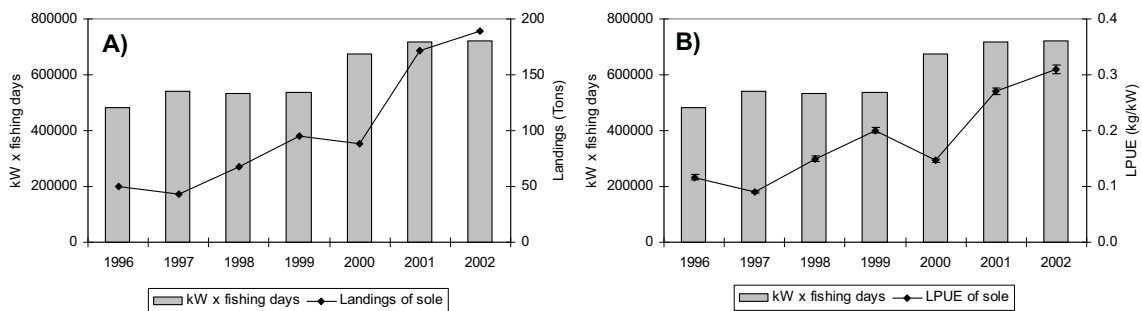 A)
kW x fishing days
800000
600000
400000
200000
0
200
150
100
50
0
Landings (Tons)
1996 1997 1998 1999 2000 2001 2002
kW x fishing days Landings of sole
B)
kW x fishing days
800000
600000
400000
200000
0
0.4
0.3
0.2
0.1
0.0
LPUE (kg/kW)
1996 1997 1998 1999 2000 2001 2002
kW x fishing days LPUE of sole